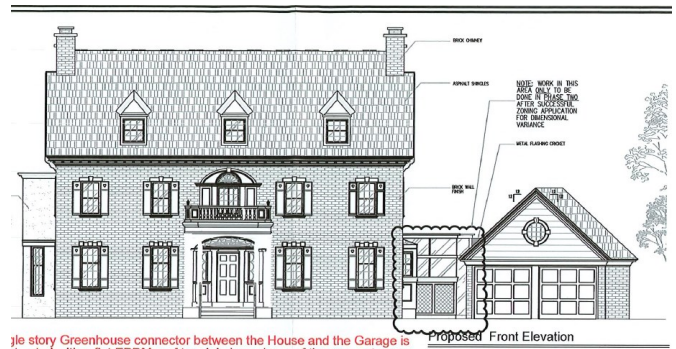 BRICK CHIMNEY
ASPHALT SHINGLES
NOTE: WORK IN THIS
AREA ONLY TO BE
DONE IN PHASE TWO
AFTER SUCCESSFUL
ZONING APPLICATION
FOR DIMENSIONAL
VARIANCE
METAL FLASHING CRICKET
BRICK WALL
FINISH
12
12
Proposed Front Elevation
gle story Greenhouse connector between the House and the Garage is